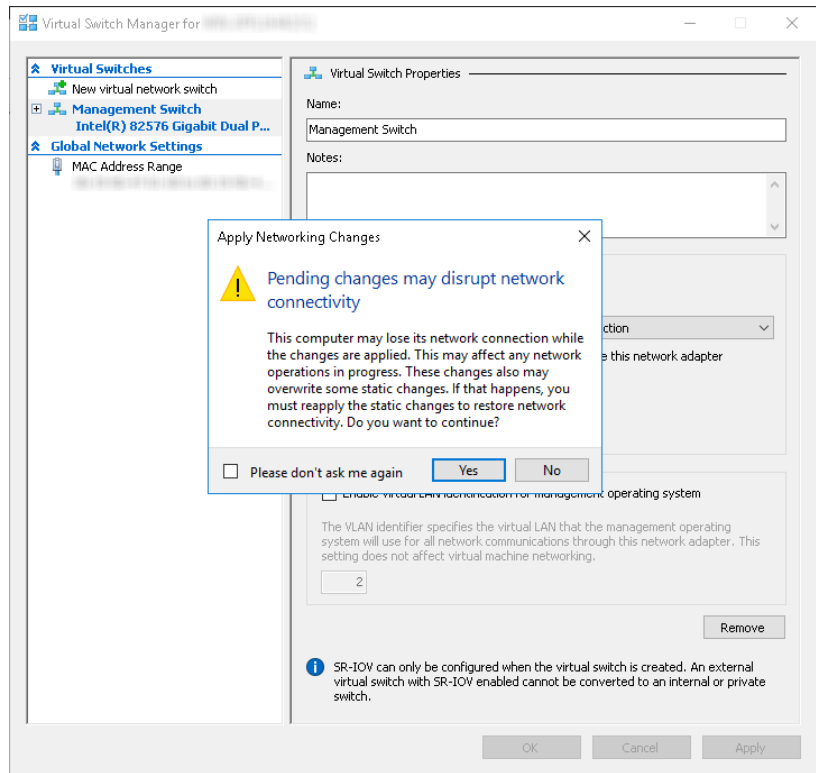 Virtual Switch Manager for
Virtual Switches
New virtual network switch
Management Switch
Intel(R) 82576 Gigabit Dual P...
Global Network Settings
MAC Address Range
Virtual Switch Properties
Name:
Management Switch
Notes:
Apply Networking Changes
Pending changes may disrupt network
connectivity
This computer may lose its network connection while
the changes are applied. This may affect any network
operations in progress. These changes also may
overwrite some static changes. If that happens, you
must reapply the static changes to restore network
connectivity. Do you want to continue?
Please don't ask me again
Yes
No
ction
this network adapter
Enable virtual LAN identification for management operating system
The VLAN identifier specifies the virtual LAN that the management operating
system will use for all network communications through this network adapter. This
setting does not affect virtual machine networking.
2
Remove
SR-IOV can only be configured when the virtual switch is created. An external
virtual switch with SR-IOV enabled cannot be converted to an internal or private
switch.
OK
Cancel
Apply